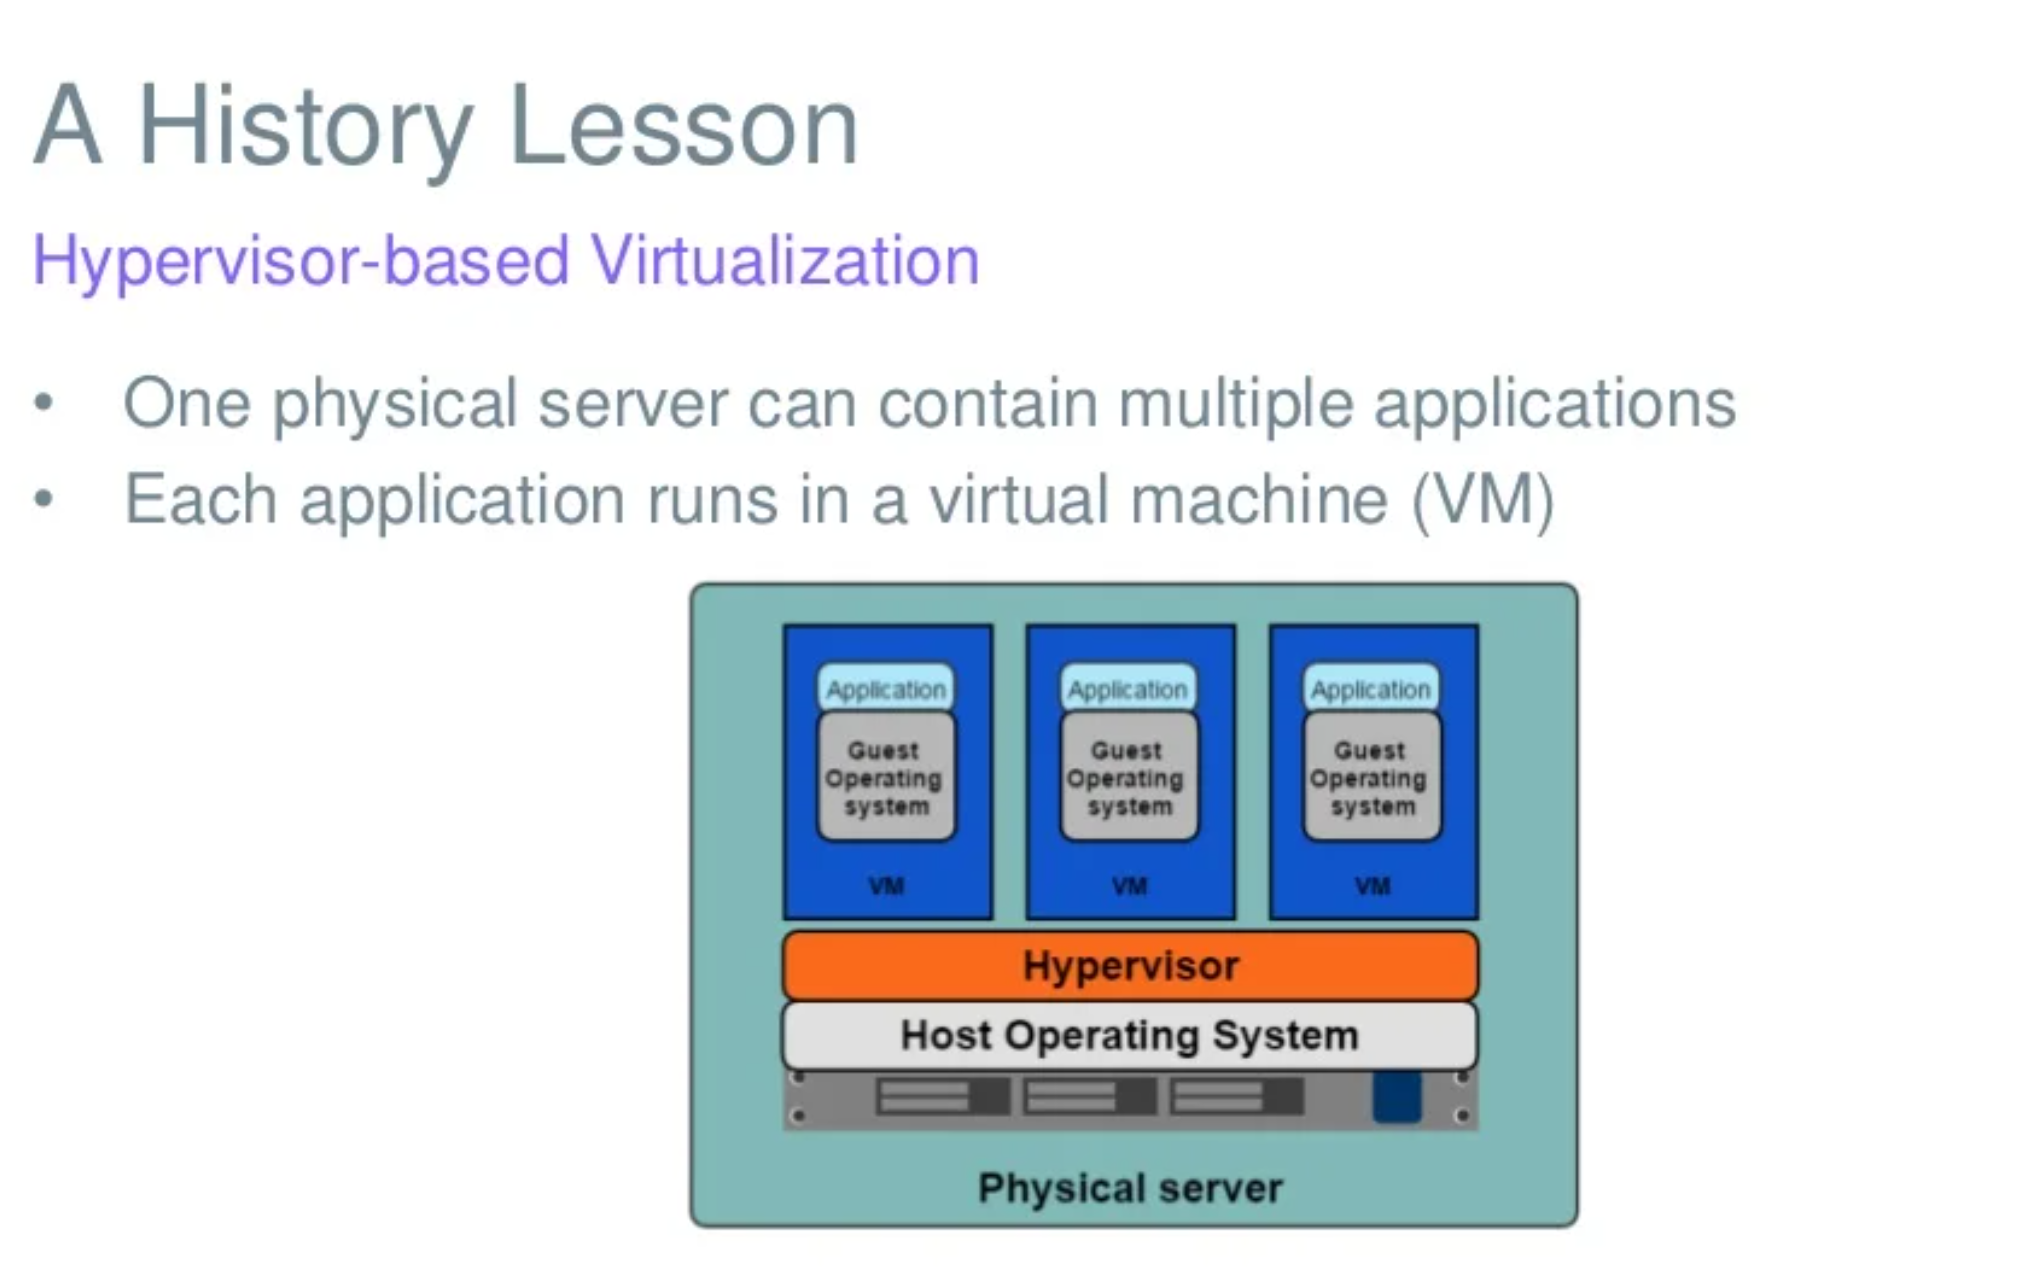 A History Lesson
Hypervisor-based Virtualization
• One physical server can contain multiple applications
• Each application runs in a virtual machine (VM)
Application
Guest
Operating
system
VM
Application
Guest
Operating
system
VM
Application
Guest
Operating
system
VM
Hypervisor
Host Operating System
Physical server